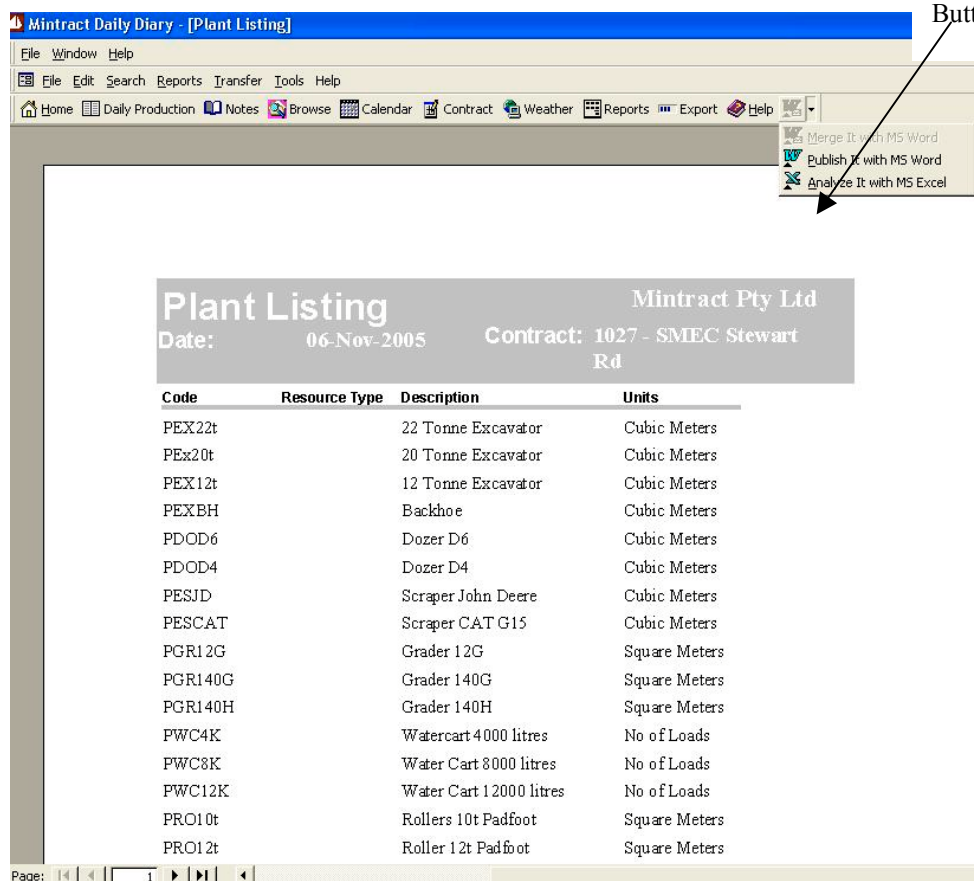 Butt
Mintract Daily Diary - [Plant Listing]
File Window Help
File Edit Search Reports Transfer Tools Help
Home Daily Production Notes Browse Calendar Contract Weather Reports Export Help
Merge It with MS Word
Publish It with MS Word
Analyze It with MS Excel
Plant Listing Mintract Pty Ltd
Date: 06-Nov-2005 Contract: 1027 - SMEC Stewart
Rd
Code Resource Type Description Units
PEX22t 22 Tonne Excavator Cubic Meters
PEx20t 20 Tonne Excavator Cubic Meters
PEX12t 12 Tonne Excavator Cubic Meters
PEXBH Backhoe Cubic Meters
PDOD6 Dozer D6 Cubic Meters
PDOD4 Dozer D4 Cubic Meters
PESJD Scraper John Deere Cubic Meters
PESCAT Scraper CAT G15 Cubic Meters
PGR12G Grader 12G Square Meters
PGR140G Grader 140G Square Meters
PGR140H Grader 140H Square Meters
PWC4K Watercart 4000 litres No of Loads
PWC8K Water Cart 8000 litres No of Loads
PWC12K Water Cart 12000 litres No of Loads
PRO10t Rollers 10t Padfoot Square Meters
PRO12t Roller 12t Padfoot Square Meters
Page: 1